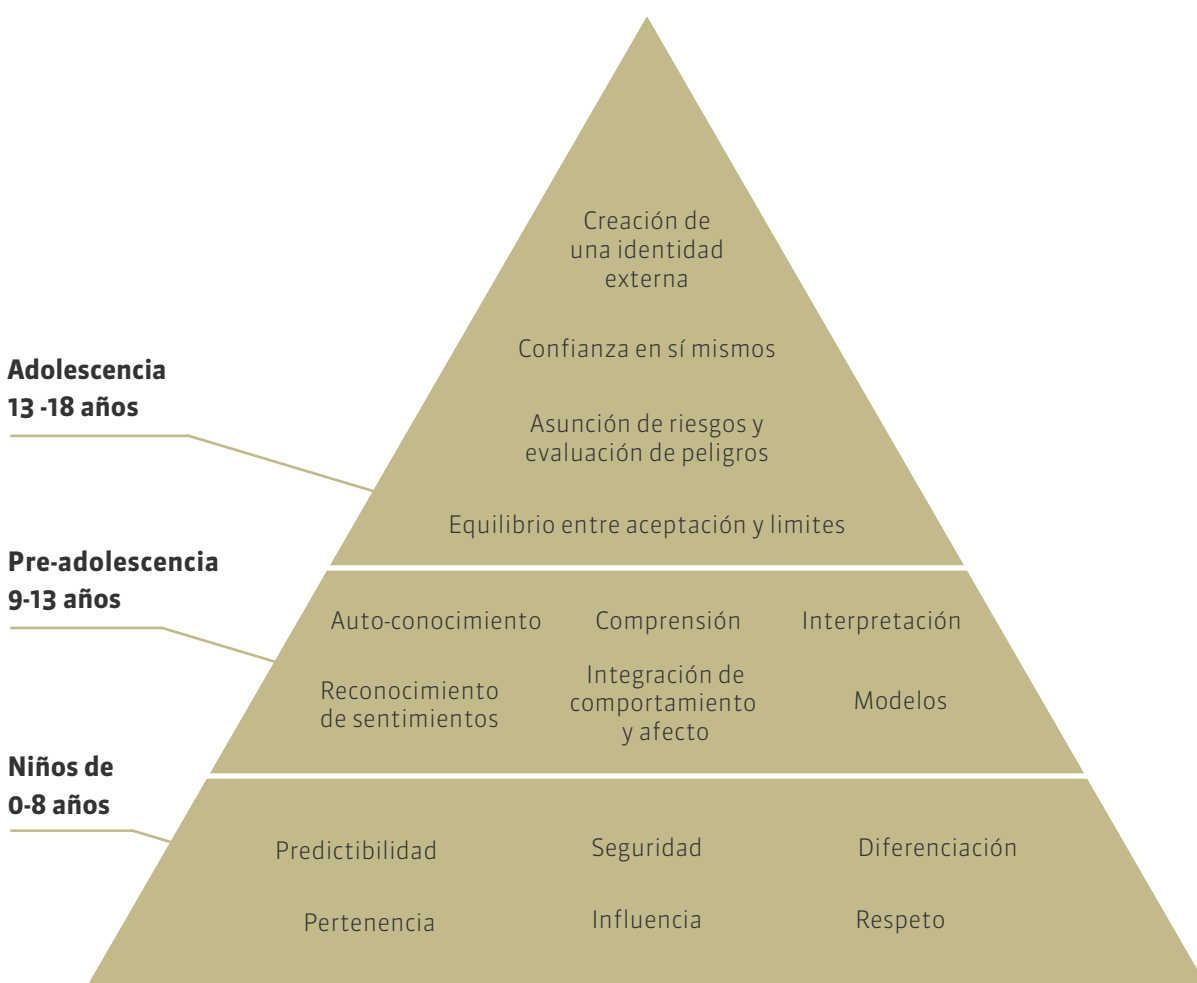 Creación de
una identidad
externa
Confianza en sí mismos
Adolescencia
13 -18 años
Asunción de riesgos y
evaluación de peligros
Equilibrio entre aceptación y limites
Pre-adolescencia
9-13 años
Auto-conocimiento
Comprensión
Interpretación
Reconocimiento
de sentimientos
Integración de
comportamiento
y afecto
Modelos
Niños de
0-8 años
Predictibilidad
Seguridad
Diferenciación
Pertenencia
Influencia
Respeto